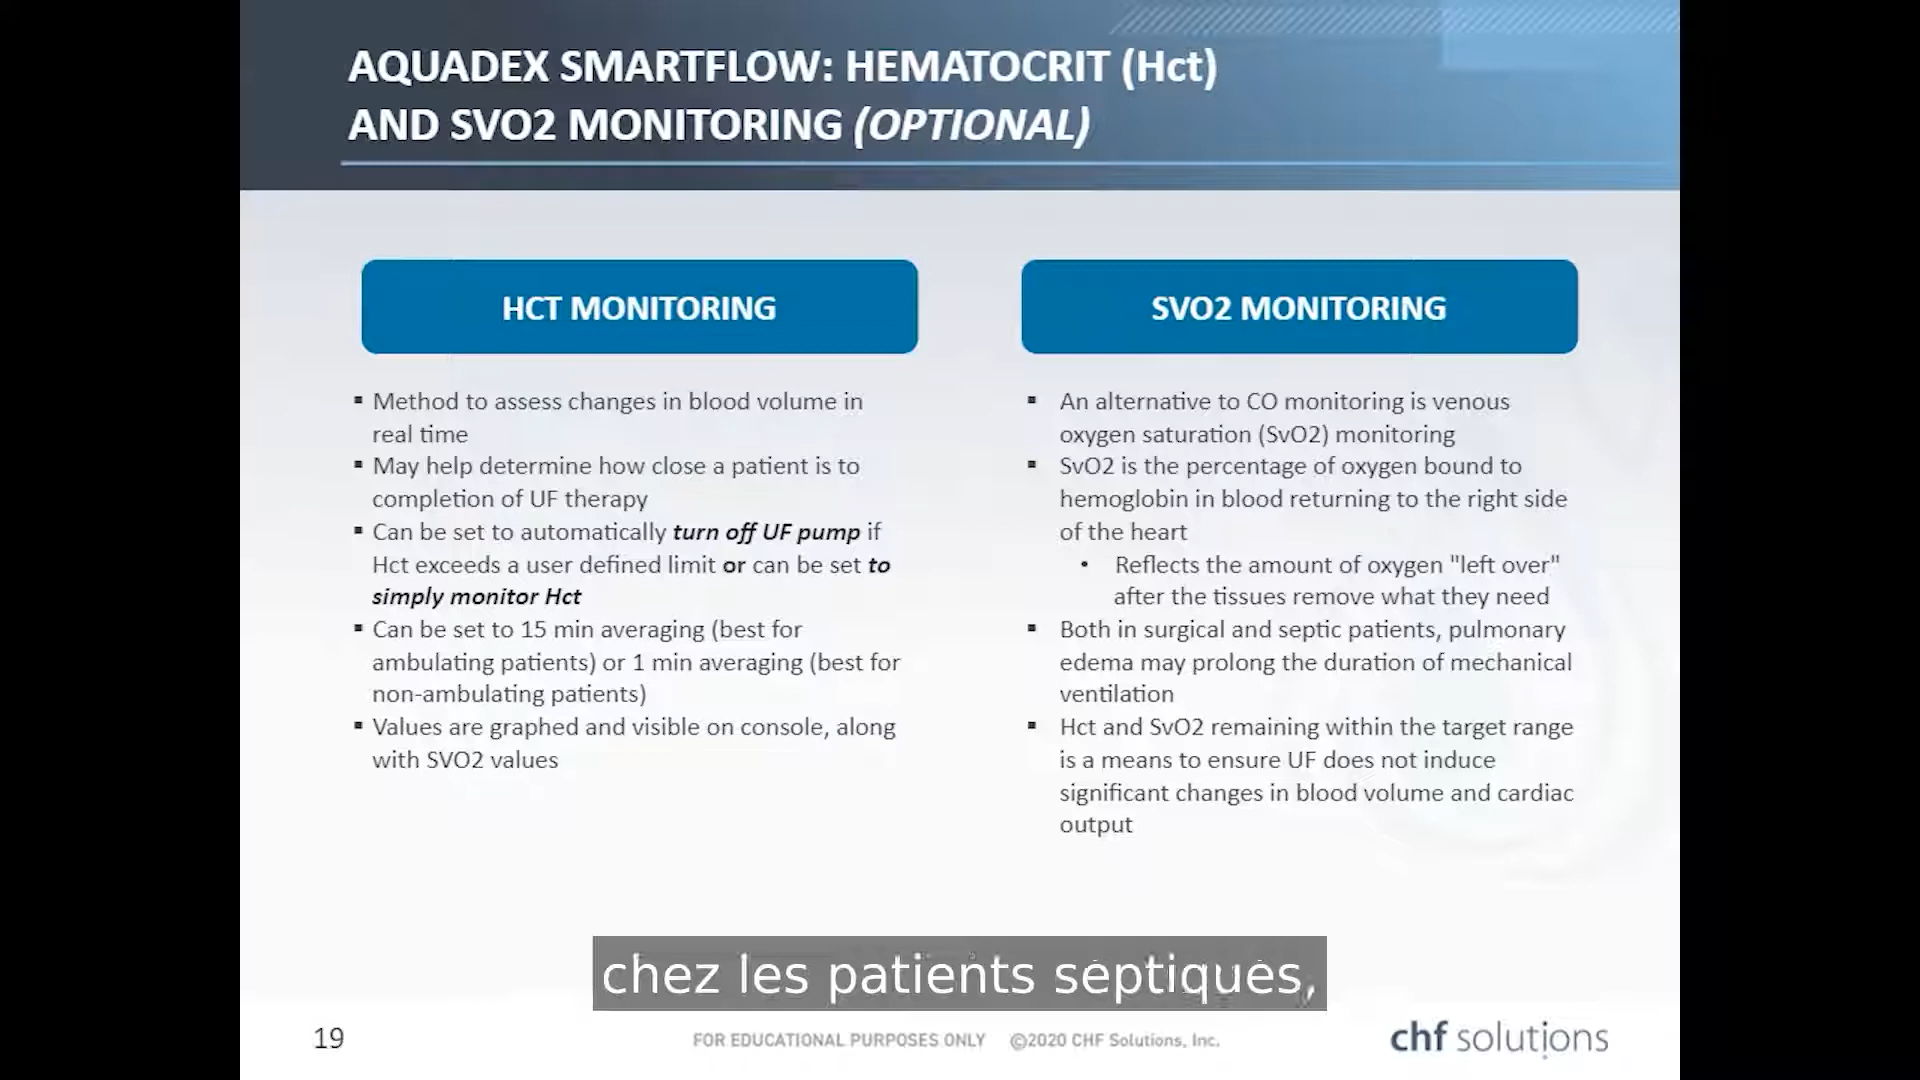 AQUADEX SMARTFLOW: HEMATOCRIT (Hct)
AND SVO2 MONITORING (OPTIONAL)
HCT MONITORING
▪ Method to assess changes in blood volume in
real time
▪ May help determine how close a patient is to
completion of UF therapy
▪ Can be set to automatically turn off UF pump if
Hct exceeds a user defined limit or can be set to
simply monitor Hct
▪ Can be set to 15 min averaging (best for
ambulating patients) or 1 min averaging (best for
non-ambulating patients)
▪ Values are graphed and visible on console, along
with SVO2 values
SVO2 MONITORING
▪ An alternative to CO monitoring is venous
oxygen saturation (SvO2) monitoring
▪ SvO2 is the percentage of oxygen bound to
hemoglobin in blood returning to the right side
of the heart
• Reflects the amount of oxygen "left over"
after the tissues remove what they need
▪ Both in surgical and septic patients, pulmonary
edema may prolong the duration of mechanical
ventilation
▪ Hct and SvO2 remaining within the target range
is a means to ensure UF does not induce
significant changes in blood volume and cardiac
output
chez les patients septiques,
19
FOR EDUCATIONAL PURPOSES ONLY ©2020 CHF Solutions, Inc.
chf solutions